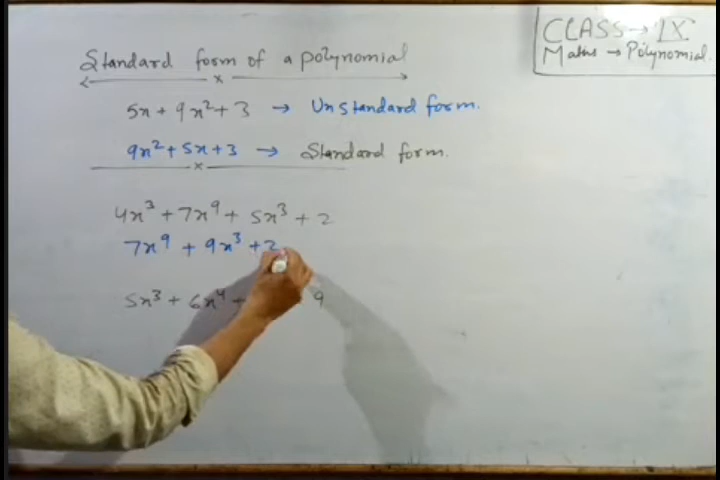 CLASS → IX
Maths → Polynomial.
Standard form of a polynomial
5x + 9x² + 3 → Unstandard form.
9x² + 5x + 3 → Standard form.
4x³ + 7x⁹ + 5x³ + 2
7x⁹ + 9x³ + 2
5x³ + 6x⁴ + 9